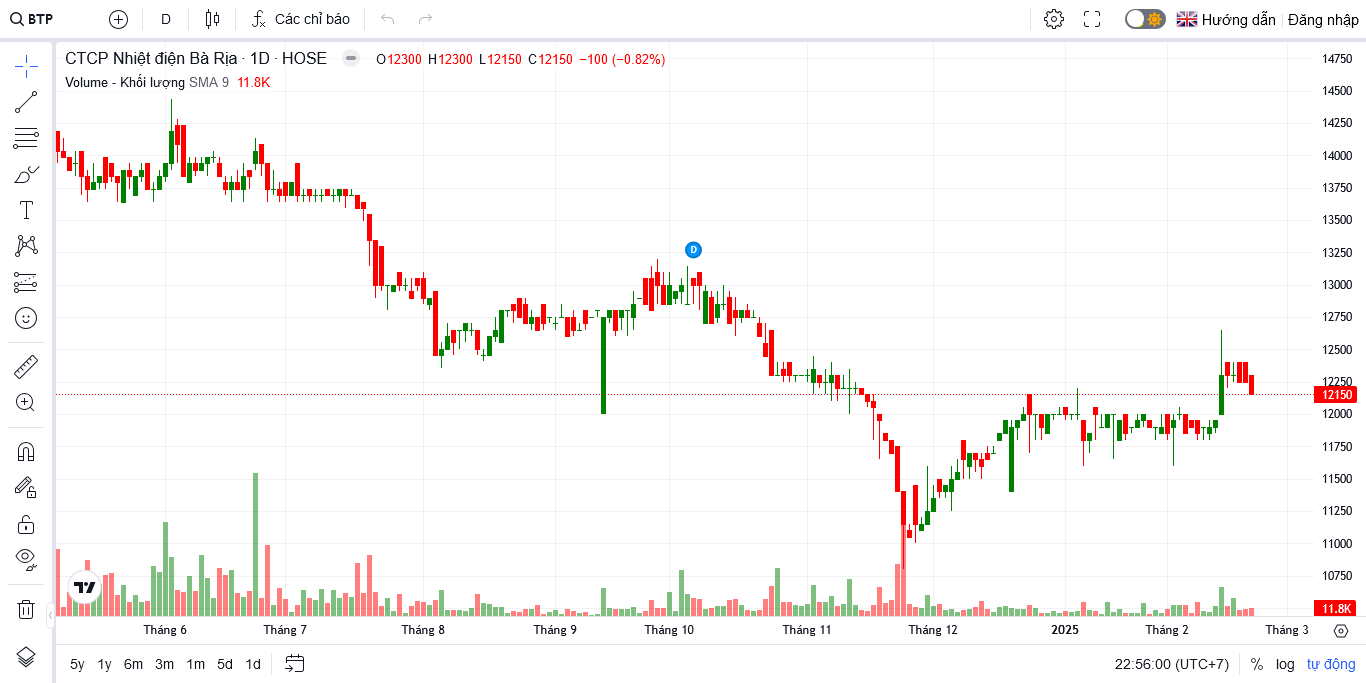 BTP D Các chỉ báo Hướng dẫn Đăng nhập
CTCP Nhiệt điện Bà Rịa · 1D · HOSE O12300 H12300 L12150 C12150 −100 (−0.82%)
Volume - Khối lượng SMA 9 11.8K
D
14750
14500
14250
14000
13750
13500
13250
13000
12750
12500
12250
12150
12000
11750
11500
11250
11000
10750
11.8K
Tháng 6 Tháng 7 Tháng 8 Tháng 9 Tháng 10 Tháng 11 Tháng 12 2025 Tháng 2 Tháng 3
5y 1y 6m 3m 1m 5d 1d 22:56:00 (UTC+7) % log tự động